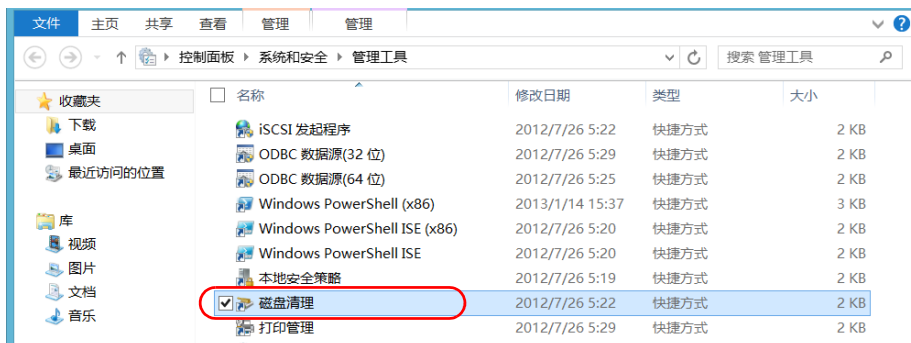 文件 主页 共享 查看 管理 管理
控制面板 系统和安全 管理工具 搜索 管理工具
名称 修改日期 类型 大小
收藏夹
下载
桌面
最近访问的位置
库
视频
图片
文档
音乐
iSCSI 发起程序 2012/7/26 5:22 快捷方式 2 KB
ODBC 数据源(32 位) 2012/7/26 5:29 快捷方式 2 KB
ODBC 数据源(64 位) 2012/7/26 5:25 快捷方式 2 KB
Windows PowerShell (x86) 2013/1/14 15:37 快捷方式 3 KB
Windows PowerShell ISE (x86) 2012/7/26 5:20 快捷方式 2 KB
Windows PowerShell ISE 2012/7/26 5:20 快捷方式 2 KB
本地安全策略 2012/7/26 5:19 快捷方式 2 KB
磁盘清理 2012/7/26 5:22 快捷方式 2 KB
打印管理 2012/7/26 5:29 快捷方式 2 KB